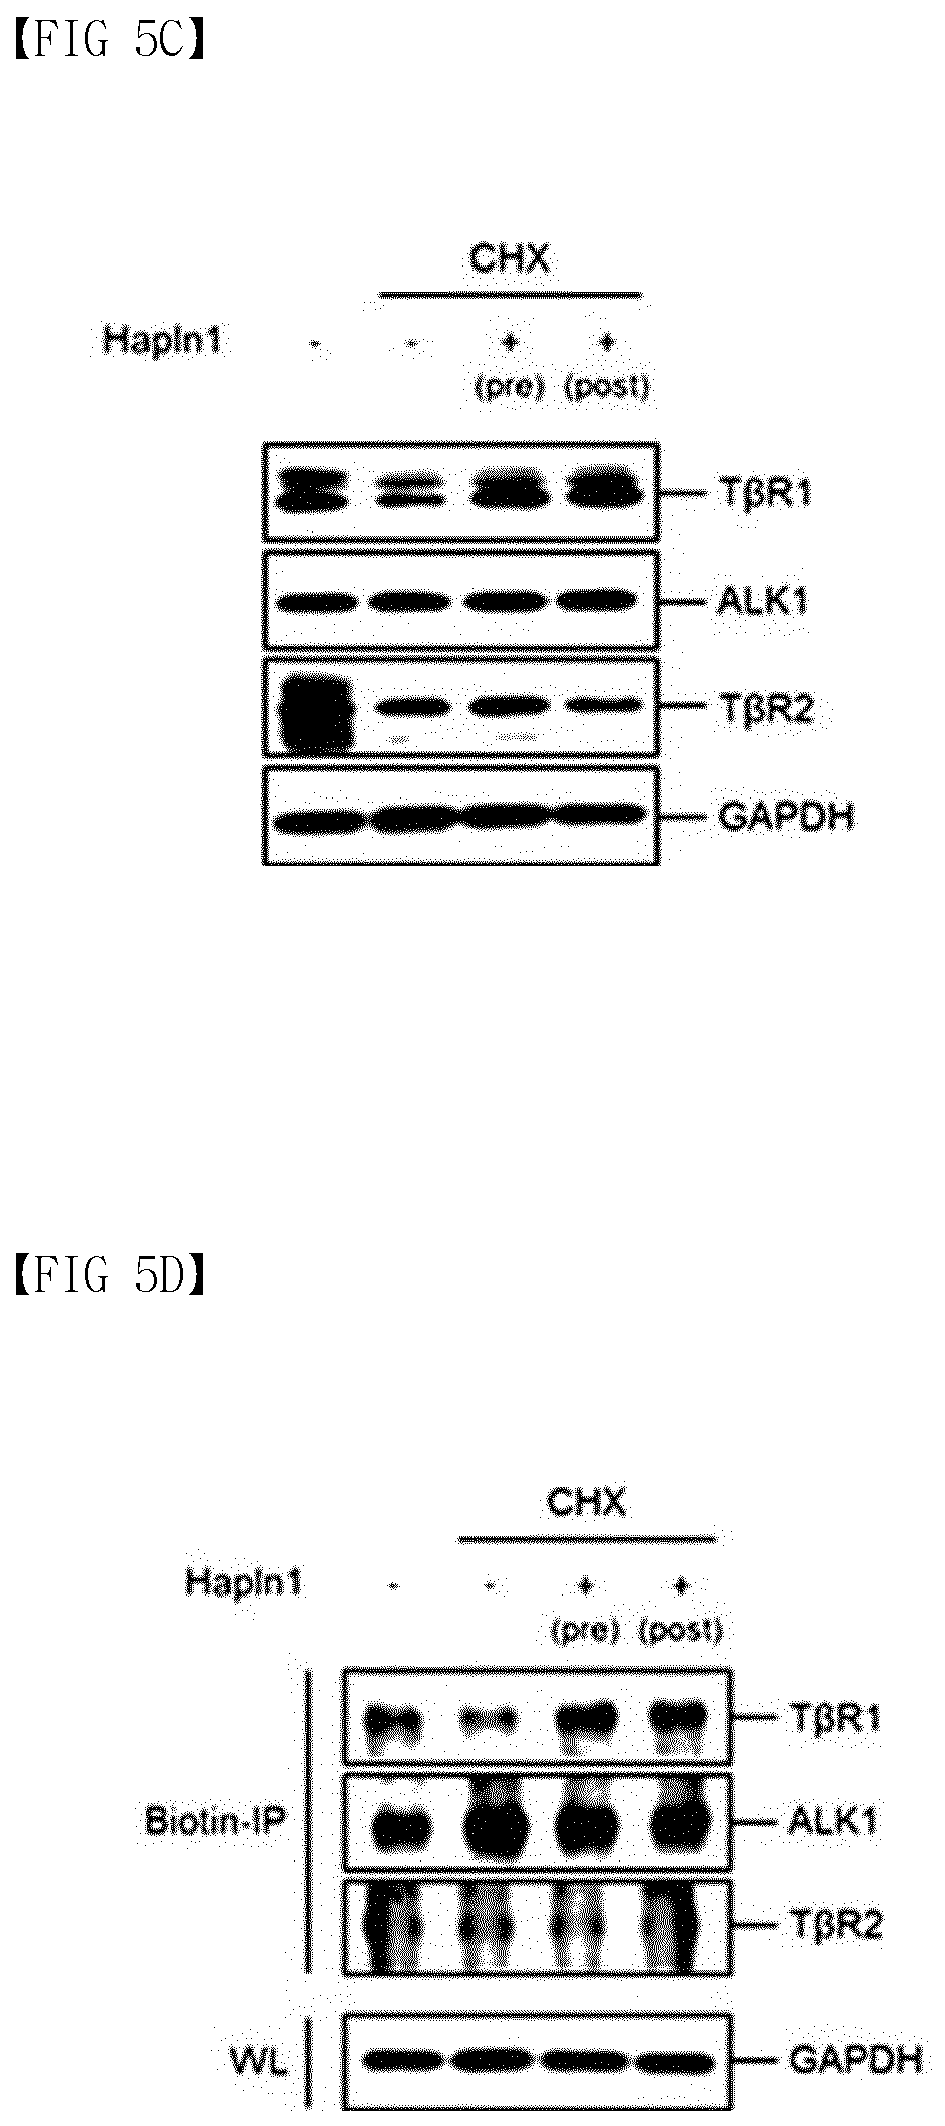 【FIG 5C】
CHX
Hapln1 - - + +
(pre) (post)
TβR1
ALK1
TβR2
GAPDH
【FIG 5D】
CHX
Hapln1 - - + +
(pre) (post)
TβR1
Biotin-IP ALK1
TβR2
WL GAPDH